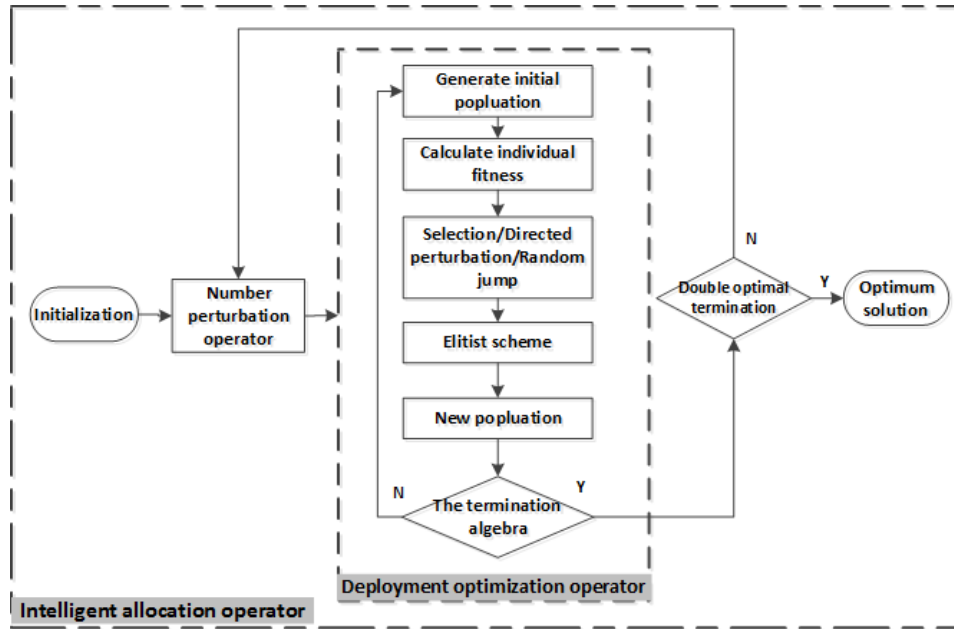 Generate initial
popluation
Calculate individual
fitness
Selection/Directed
perturbation/Random
jump
Elitist scheme
New popluation
The termination
algebra
N
Y
Initialization
Number
perturbation
operator
N
Double optimal
termination
Y
Optimum
solution
Deployment optimization operator
Intelligent allocation operator